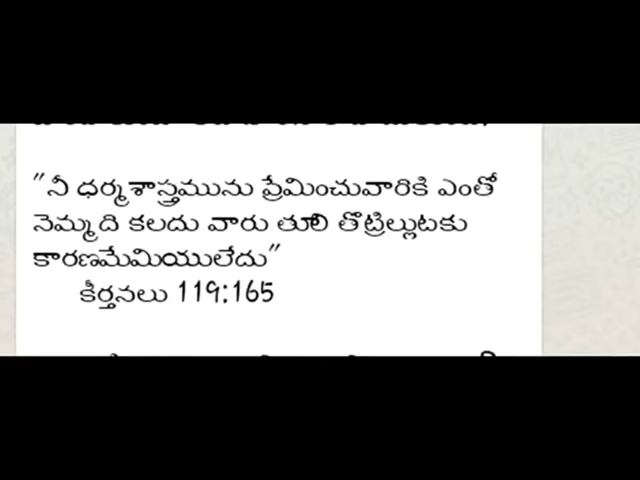 "నీ ధర్మశాస్త్రమును ప్రేమించువారికి ఎంతో
నెమ్మది కలదు వారు తూలి తొట్రిల్లుటకు
కారణమేమియులేదు"
కీర్తనలు 119:165